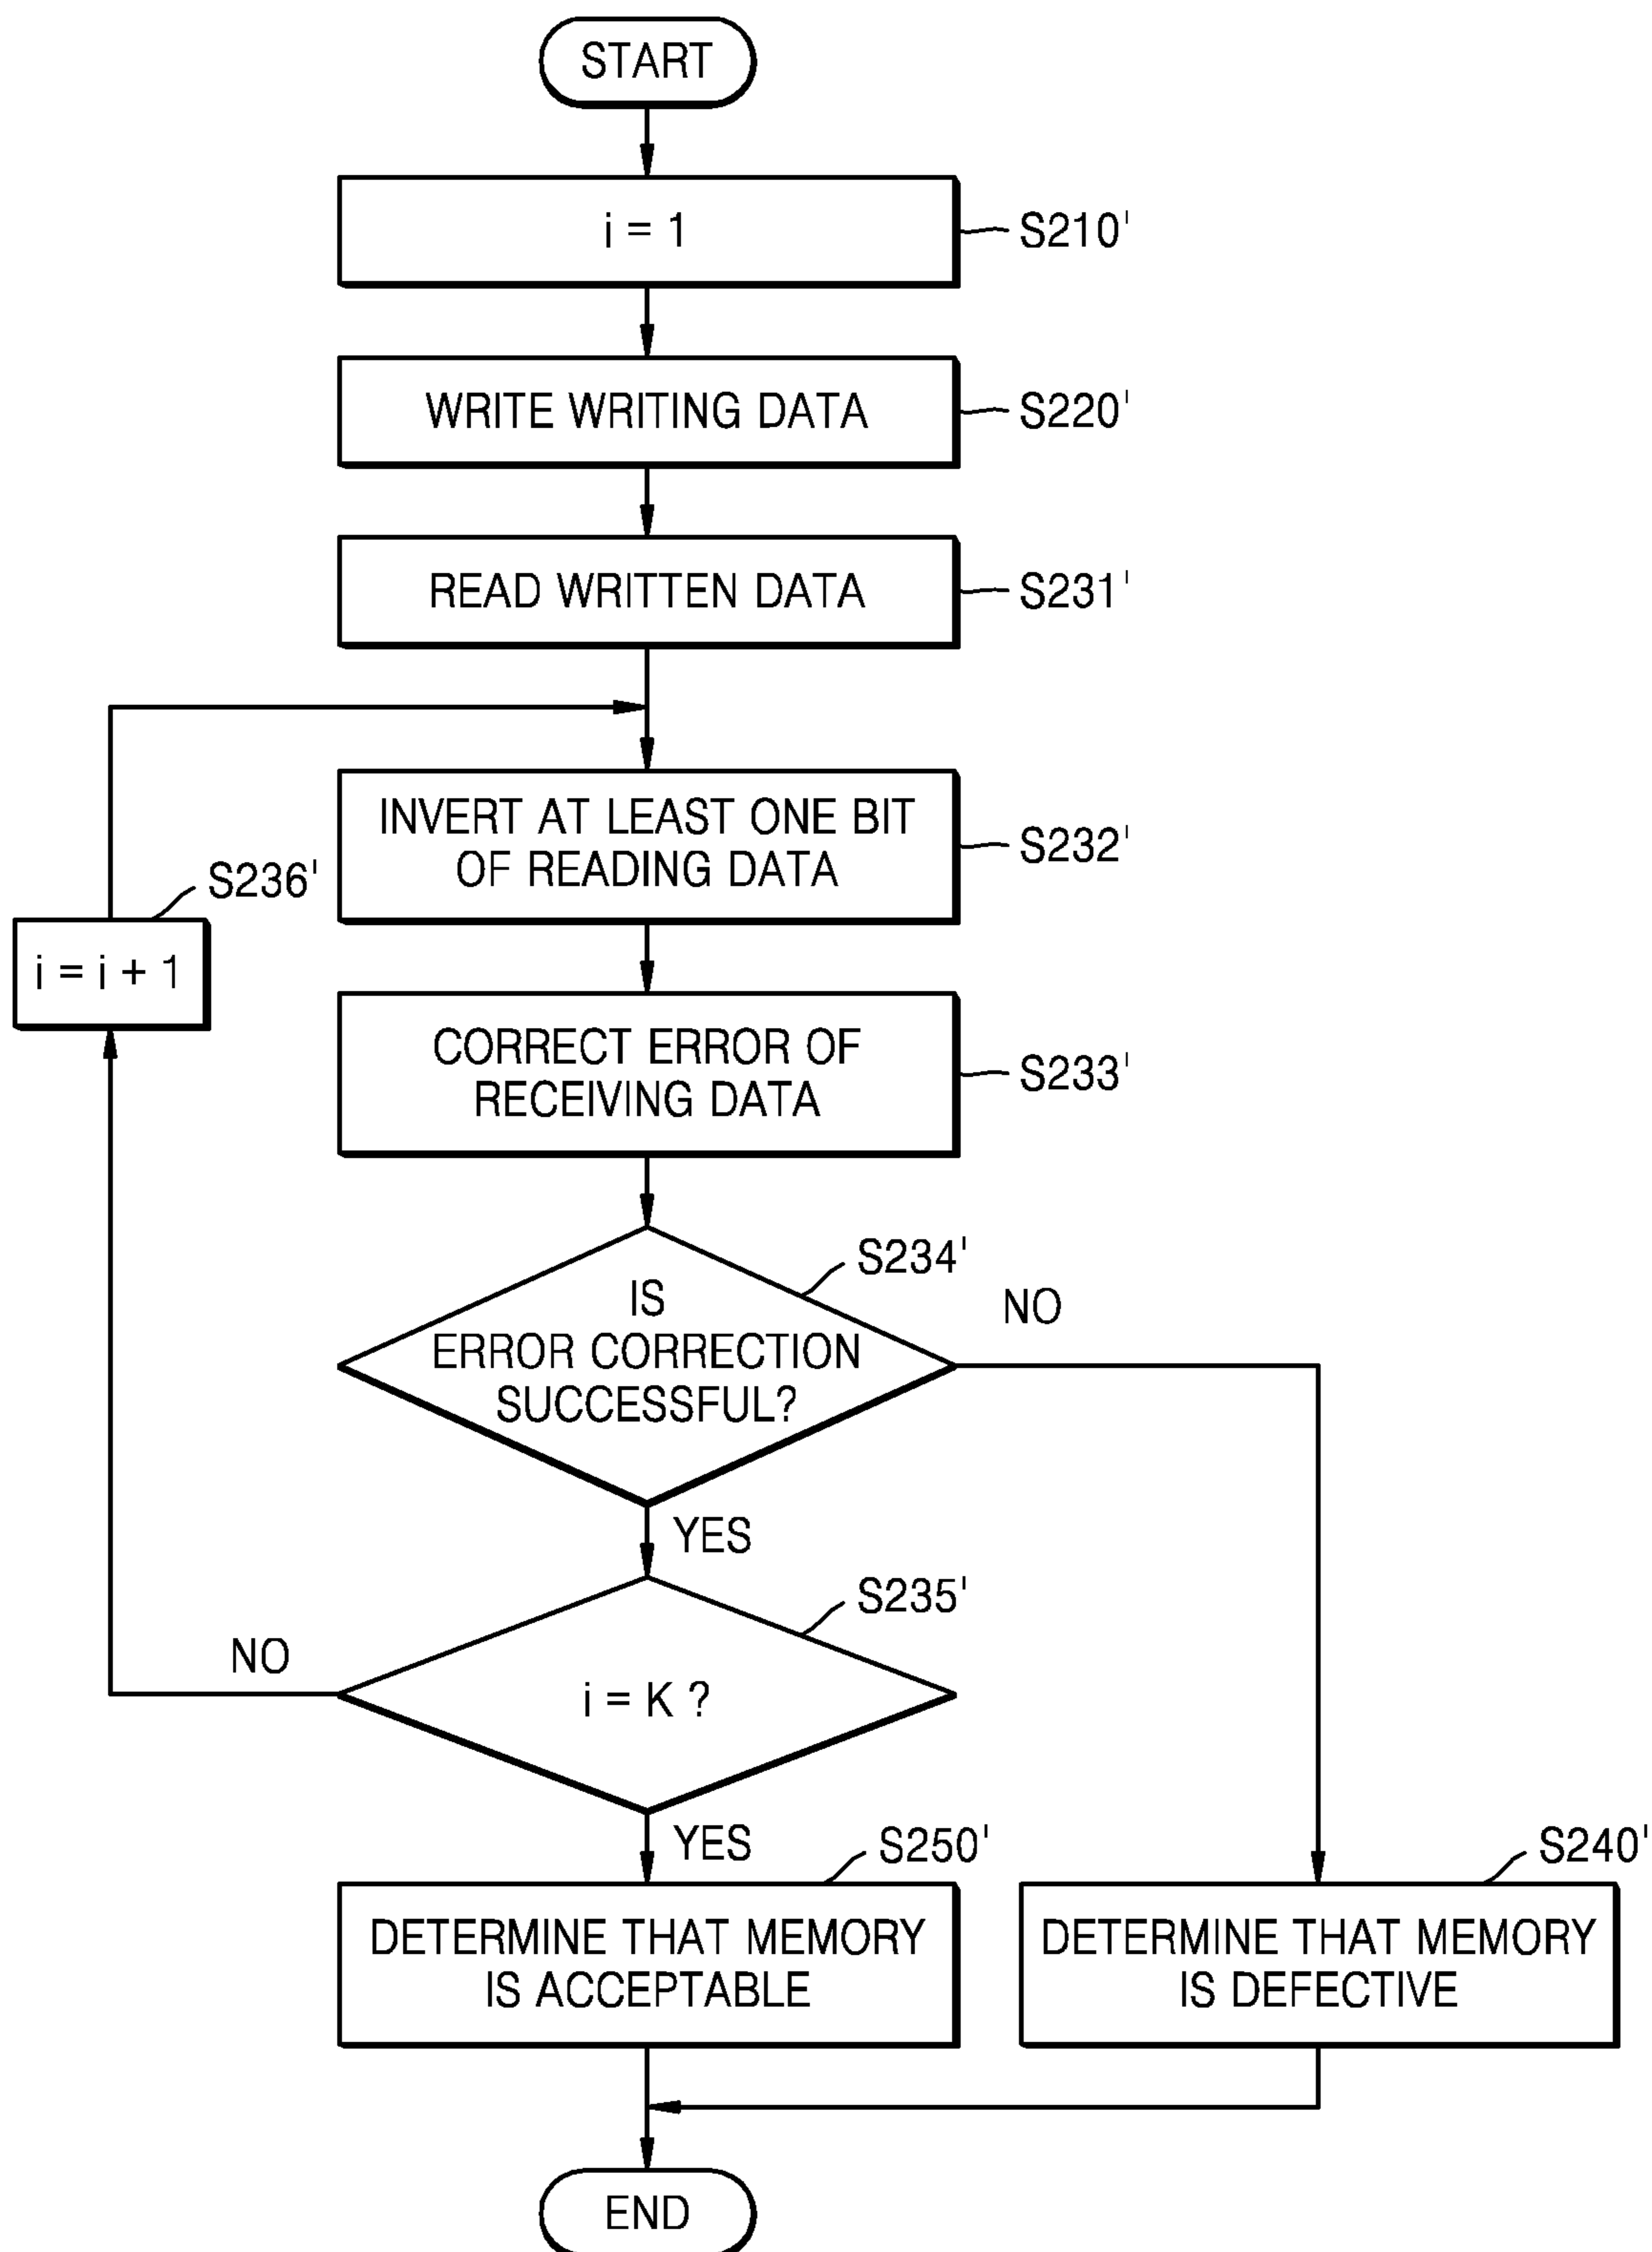 START
i = 1
S210'
WRITE WRITING DATA
S220'
READ WRITTEN DATA
S231'
INVERT AT LEAST ONE BIT
OF READING DATA
S232'
S236'
i = i + 1
CORRECT ERROR OF
RECEIVING DATA
S233'
S234'
IS
ERROR CORRECTION
SUCCESSFUL?
NO
YES
S235'
NO
i = K ?
YES
S250'
S240'
DETERMINE THAT MEMORY
IS ACCEPTABLE
DETERMINE THAT MEMORY
IS DEFECTIVE
END